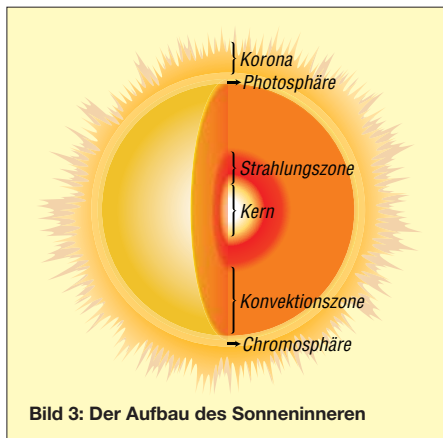 Korona
Photosphäre
Strahlungszone
Kern
Konvektionszone
Chromosphäre
Bild 3: Der Aufbau des Sonneninneren